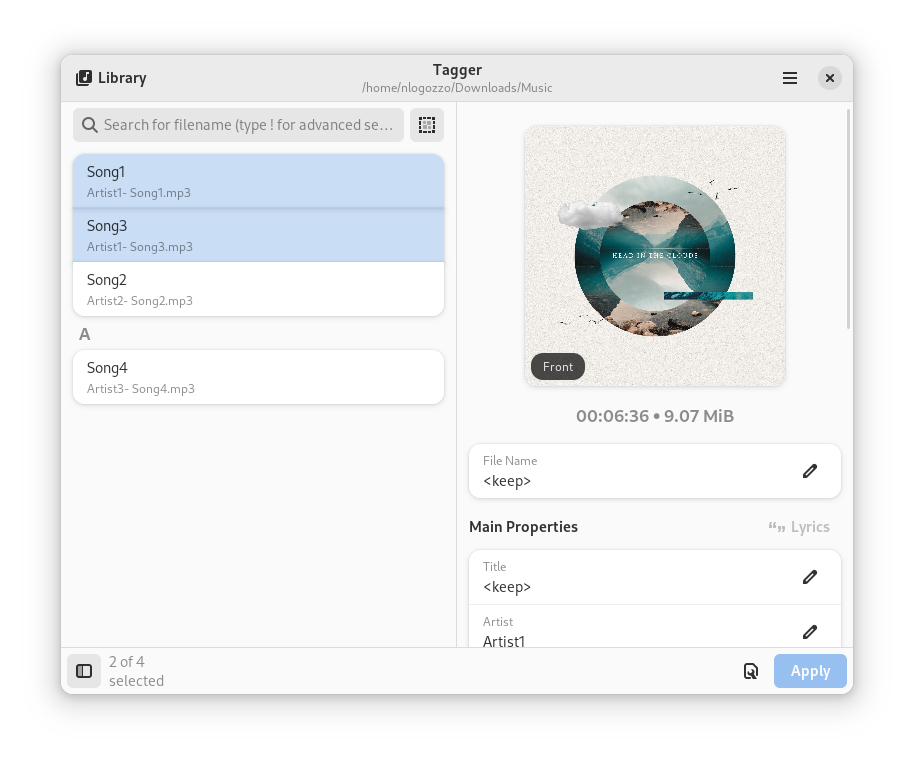 Library
Tagger
/home/nlogozzo/Downloads/Music
Search for filename (type ! for advanced se…
Song1
Artist1- Song1.mp3
Song3
Artist1- Song3.mp3
Song2
Artist2- Song2.mp3
A
Song4
Artist3- Song4.mp3
HEAD IN THE CLOUDS
Front
00:06:36 • 9.07 MiB
File Name
<keep>
Main Properties
Lyrics
Title
<keep>
Artist
Artist1
2 of 4
selected
Apply